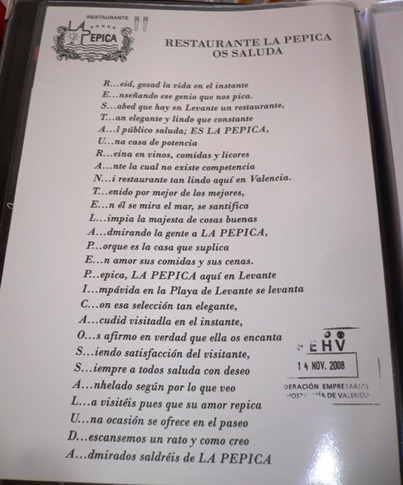 RESTAURANTE
LA PEPICA
RESTAURANTE LA PEPICA
OS SALUDA
R...eid, gozad la vida en el instante
E...nseñando ese genio que nos pica.
S...abed que hay en Levante un restaurante,
T...an elegante y lindo que constante
A...l público saluda; ES LA PEPICA,
U...na casa de potencia
R...eina en vinos, comidas y licores
A...nte la cual no existe competencia
N...i restaurante tan lindo aquí en Valencia.
T...enido por mejor de los mejores,
E...n él se mira el mar, se santifica
L...impia la majesta de cosas buenas
A...dmirando la gente a LA PEPICA,
P...orque es la casa que suplica
E...n amor sus comidas y sus cenas.
P...epica, LA PEPICA aquí en Levante
I...mpávida en la Playa de Levante se levanta
C...on esa selección tan elegante,
A...cudid visitadla en el instante,
O...s afirmo en verdad que ella os encanta
S...iendo satisfacción del visitante,
S...iempre a todos saluda con deseo
A...nhelado según por lo que veo
L...a visitéis pues que su amor repica
U...na ocasión se ofrece en el paseo
D...escansemos un rato y como creo
A...dmirados saldréis de LA PEPICA
EHV
14 NOV. 2008
DERACIÓN EMPRESARIAL
HOST
DE VALENCI